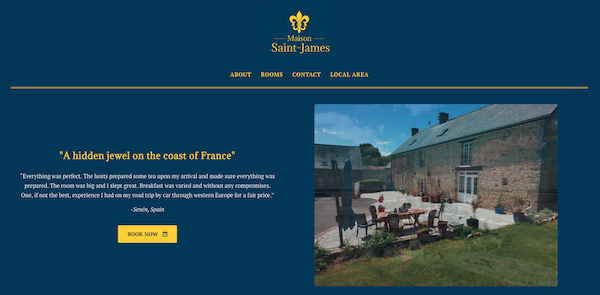 Maison
Saint-James
ABOUT ROOMS CONTACT LOCAL AREA
"A hidden jewel on the coast of France"
"Everything was perfect. The hosts prepared some tea upon my arrival and made sure everything was
prepared. The room was big and I slept great. Breakfast was varied and without any compromises.
One, if not the best, experience I had on my road trip by car through western Europe for a fair price."
-Senén, Spain
BOOK NOW